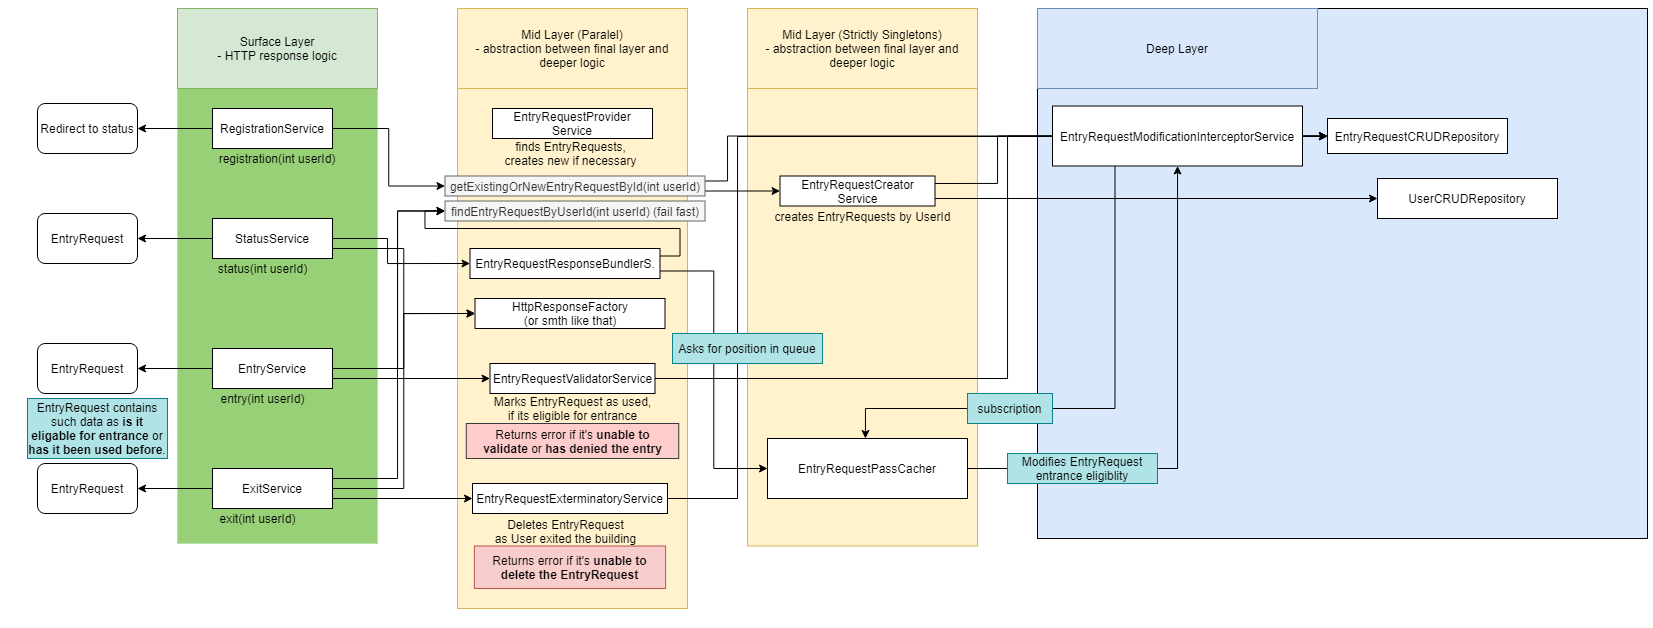 Surface Layer
- HTTP response logic
Mid Layer (Paralel)
- abstraction between final layer and
deeper logic
Mid Layer (Strictly Singletons)
- abstraction between final layer and
deeper logic
Deep Layer
Redirect to status
RegistrationService
registration(int userId)
EntryRequestProvider
Service
finds EntryRequests,
creates new if necessary
getExistingOrNewEntryRequestById(int userId)
findEntryRequestByUserId(int userId) (fail fast)
EntryRequestCreator
Service
creates EntryRequests by UserId
EntryRequestModificationInterceptorService
EntryRequestCRUDRepository
UserCRUDRepository
EntryRequest
StatusService
status(int userId)
EntryRequestResponseBundlerS.
HttpResponseFactory
(or smth like that)
Asks for position in queue
EntryRequest
EntryService
entry(int userId)
EntryRequestValidatorService
Marks EntryRequest as used,
if its eligible for entrance
Returns error if it's unable to
validate or has denied the entry
subscription
EntryRequest contains
such data as is it
eligable for entrance or
has it been used before.
EntryRequestPassCacher
Modifies EntryRequest
entrance eligiblity
EntryRequest
ExitService
exit(int userId)
EntryRequestExterminatoryService
Deletes EntryRequest
as User exited the building
Returns error if it's unable to
delete the EntryRequest